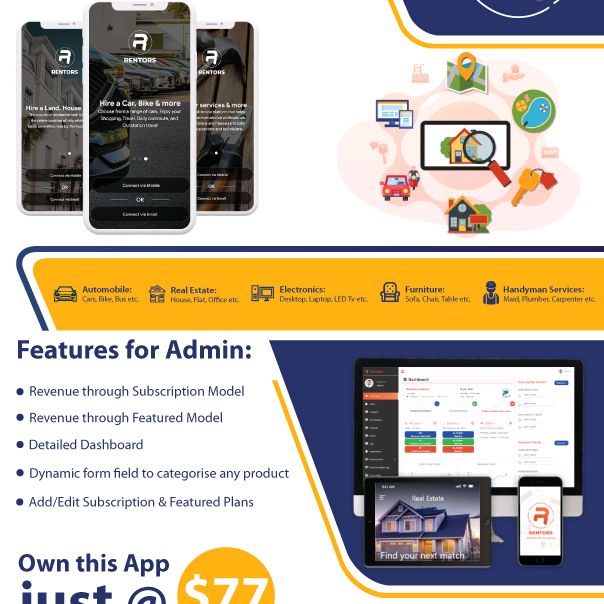 RENTORS
RENTORS
RENTORS
Hire a Land, House
Hire a Car, Bike & more
services & more
Choose from a range of cars. Enjoy your
Shopping, Travel, Daily commute, and
Outstation travel
Connect via Mobile
Connect via Mobile
OR
OR
Connect via Email
Connect via Email
Automobile:
Cars, Bike, Bus etc.
Real Estate:
House, Flat, Office etc.
Electronics:
Desktop, Laptop, LED Tv etc.
Furniture:
Sofa, Chair, Table etc.
Handyman Services:
Maid, Plumber, Carpenter etc.
Features for Admin:
Revenue through Subscription Model
Revenue through Featured Model
Detailed Dashboard
Dynamic form field to categorise any product
Add/Edit Subscription & Featured Plans
Dashboard
Real Estate
Find your next match
RENTORS
Own this App
just @
$77